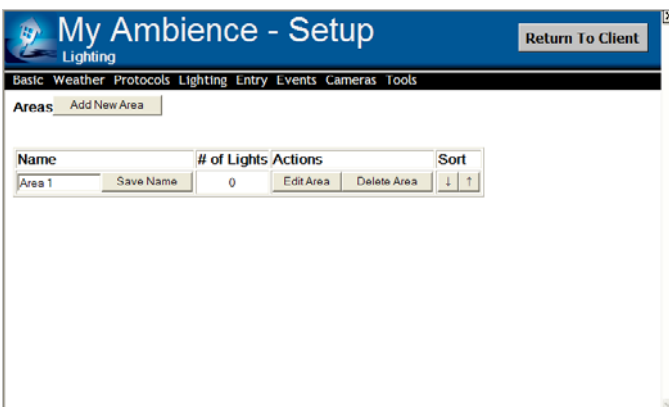 My Ambience - Setup
Lighting
Return To Client
Basic Weather Protocols Lighting Entry Events Cameras Tools
Areas Add New Area
Name # of Lights Actions Sort
Area 1 Save Name 0 Edit Area Delete Area ↓ ↑